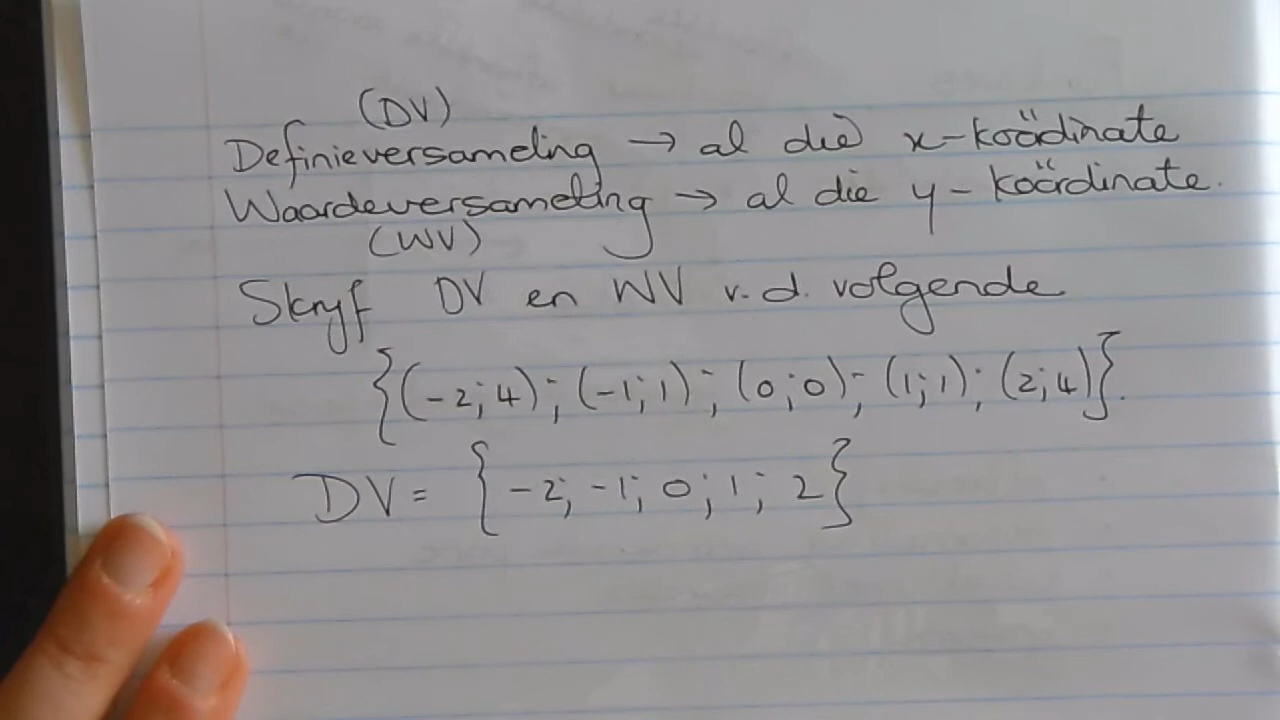 (DV)
Definieversameling → al die x-koördinate
Waardeversameling → al die y-koördinate.
(WV)
Skryf DV en WV v.d. volgende
{(-2;4); (-1;1); (0;0); (1;1); (2;4)}.
DV = {-2; -1; 0; 1; 2}